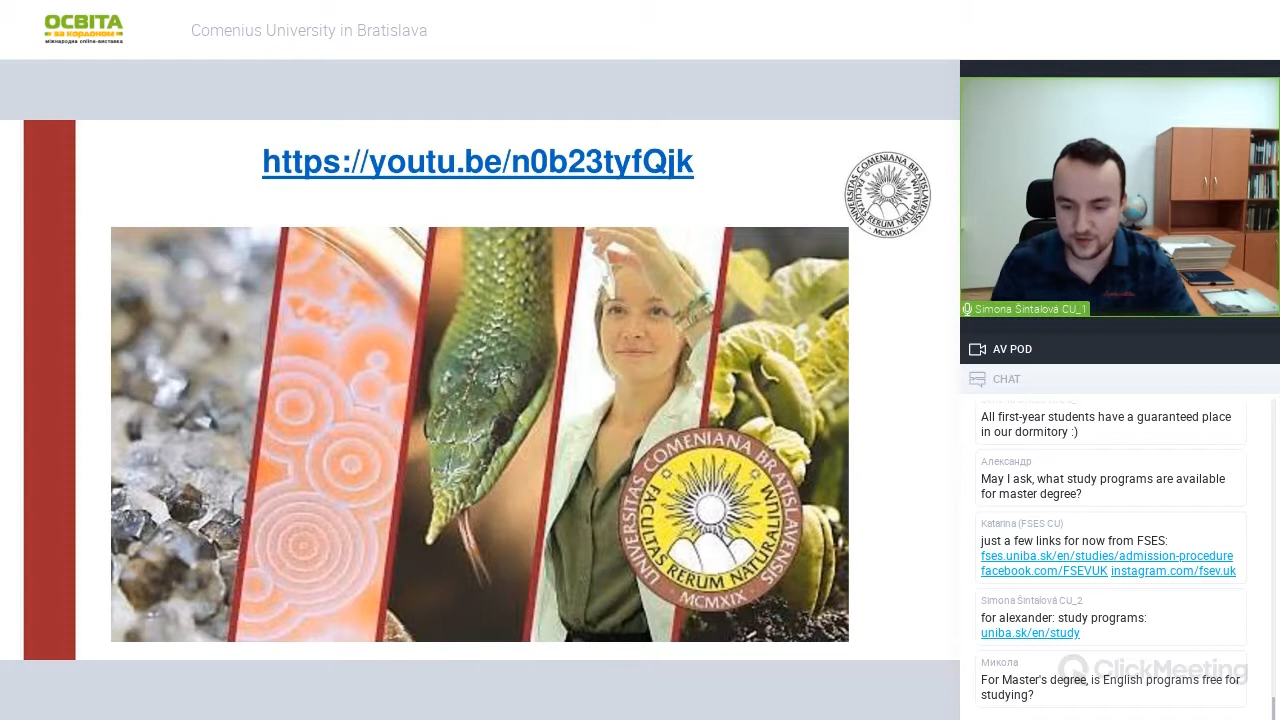 ОСВІТА
за кордоном
міжнародна online-виставка
Comenius University in Bratislava
https://youtu.be/n0b23tyfQjk
UNIVERSITAS COMENIANA BRATISLAVENSIS
FACULTAS RERUM NATURALIUM
MCMXIX
UNIVERSITAS COMENIANA BRATISLAVENSIS
FACULTAS RERUM NATURALIUM
MCMXIX
Simona Šintalová CU_1
AV POD
CHAT
All first-year students have a guaranteed place
in our dormitory :)
Александр
May I ask, what study programs are available
for master degree?
Katarina (FSES CU)
just a few links for now from FSES:
fses.uniba.sk/en/studies/admission-procedure
facebook.com/FSEVUK instagram.com/fsev.uk
Simona Šintalová CU_2
for alexander: study programs:
uniba.sk/en/study
Микола
ClickMeeting
For Master's degree, is English programs free for
studying?